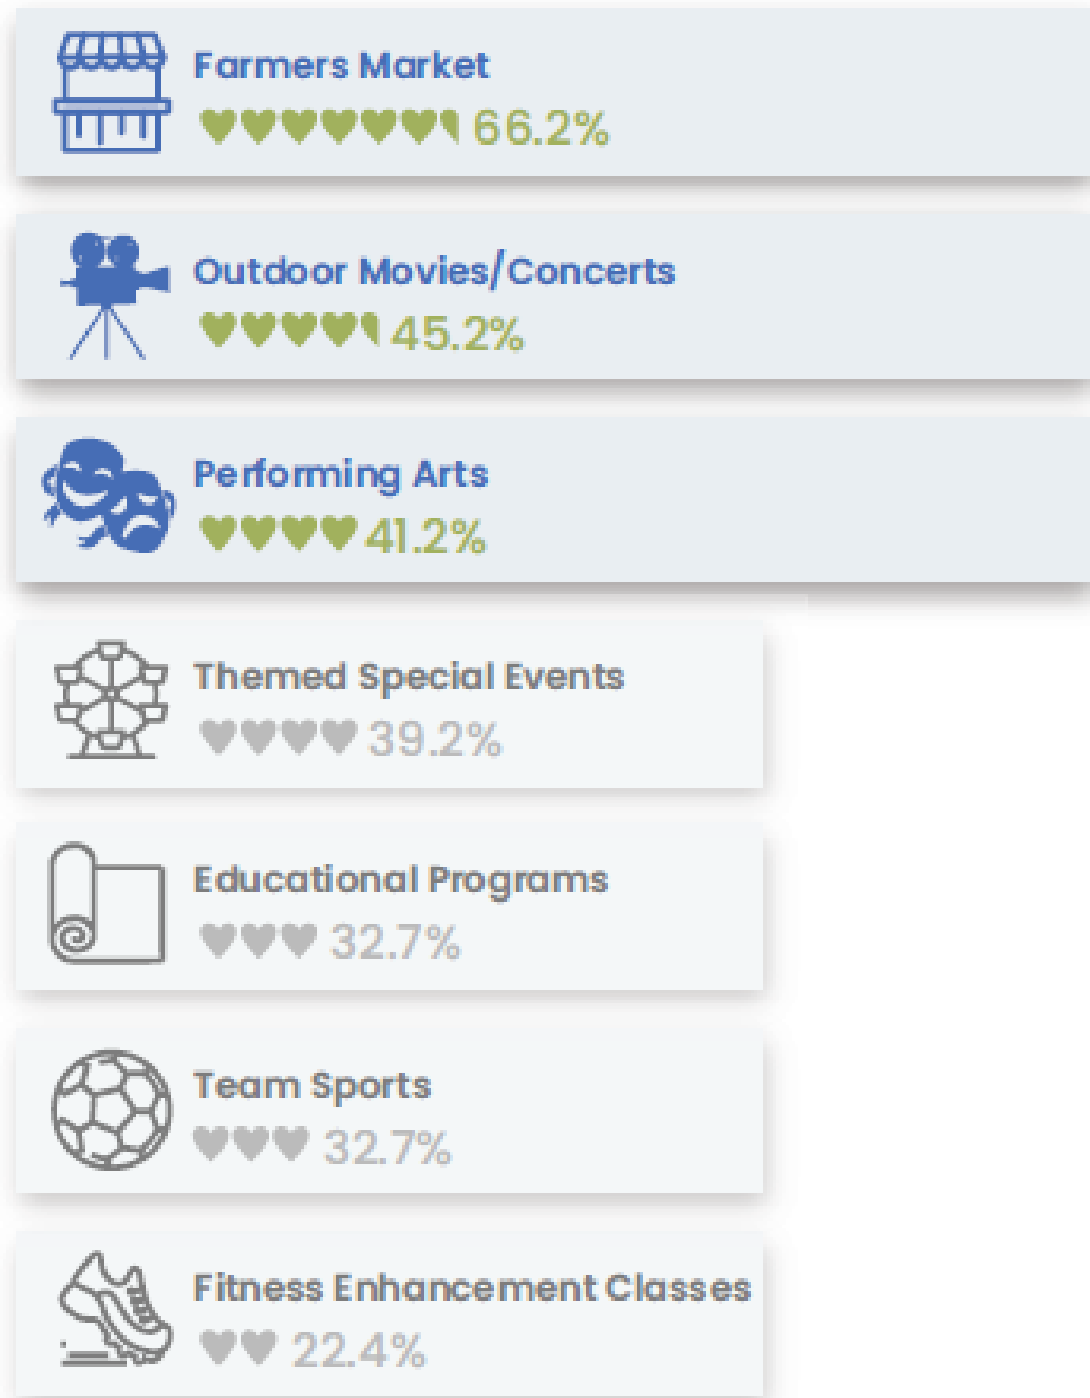 Farmers Market
66.2%
Outdoor Movies/Concerts
45.2%
Performing Arts
41.2%
Themed Special Events
39.2%
Educational Programs
32.7%
Team Sports
32.7%
Fitness Enhancement Classes
22.4%